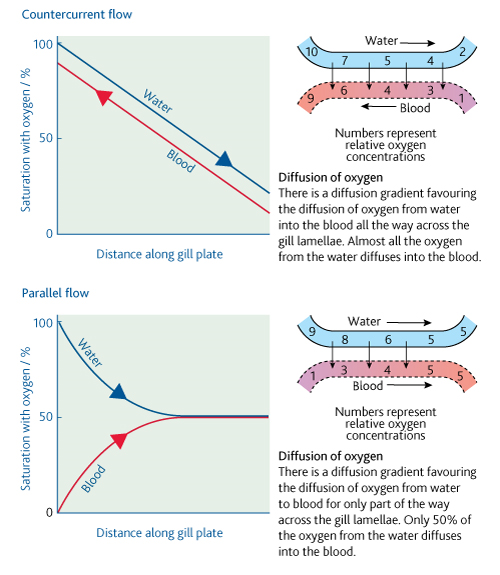 Countercurrent flow
Saturation with oxygen / %
100
50
0
Water
Blood
Distance along gill plate
Water
10 7 5 4 2
9 6 4 3 1
Blood
Numbers represent
relative oxygen
concentrations
Diffusion of oxygen
There is a diffusion gradient favouring
the diffusion of oxygen from water
into the blood all the way across the
gill lamellae. Almost all the oxygen
from the water diffuses into the blood.
Parallel flow
Saturation with oxygen / %
100
50
0
Water
Blood
Distance along gill plate
Water
9 8 6 5 5
1 3 4 5 5
Blood
Numbers represent
relative oxygen
concentrations
Diffusion of oxygen
There is a diffusion gradient favouring
the diffusion of oxygen from water
to blood for only part of the way
across the gill lamellae. Only 50% of
the oxygen from the water diffuses
into the blood.